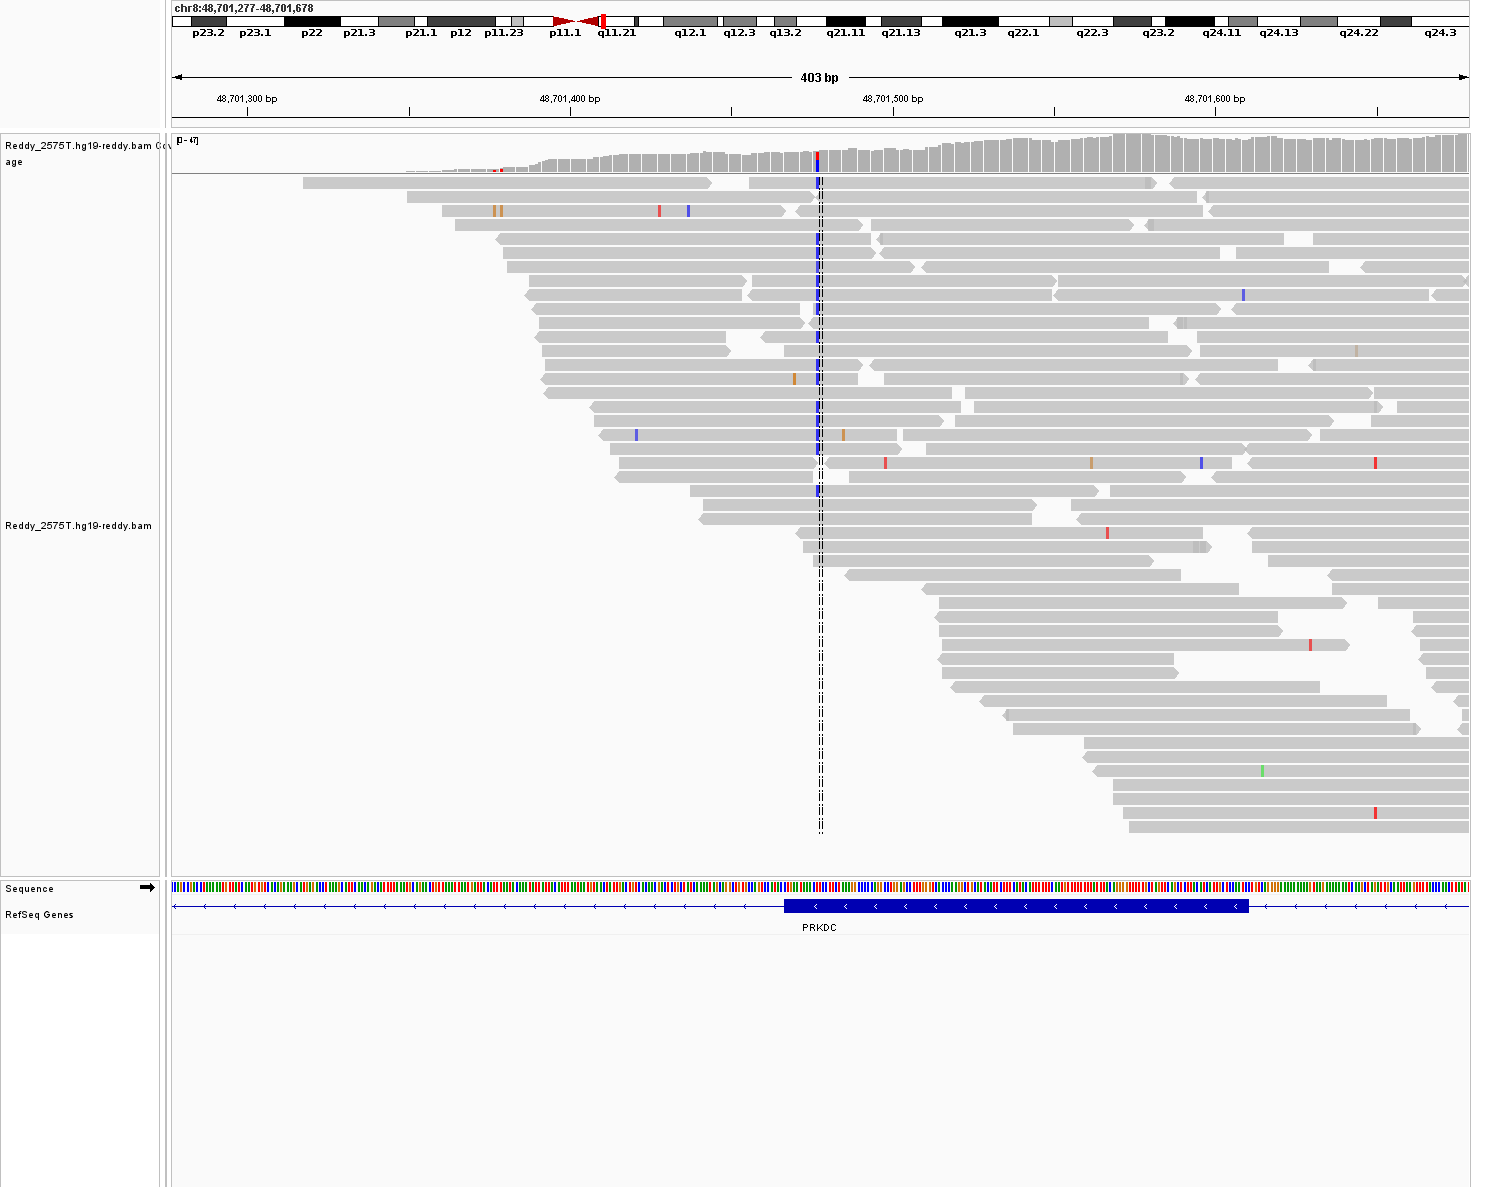 chr8:48,701,277-48,701,678
p23.2 p23.1 p22 p21.3 p21.1 p12 p11.23 p11.1 q11.21 q12.1 q12.3 q13.2 q21.11 q21.13 q21.3 q22.1 q22.3 q23.2 q24.11 q24.13 q24.22 q24.3
403 bp
48,701,300 bp 48,701,400 bp 48,701,500 bp 48,701,600 bp
Reddy_2575T.hg19-reddy.bam Cov
age
[0 - 47]
Reddy_2575T.hg19-reddy.bam
Sequence
RefSeq Genes
PRKDC